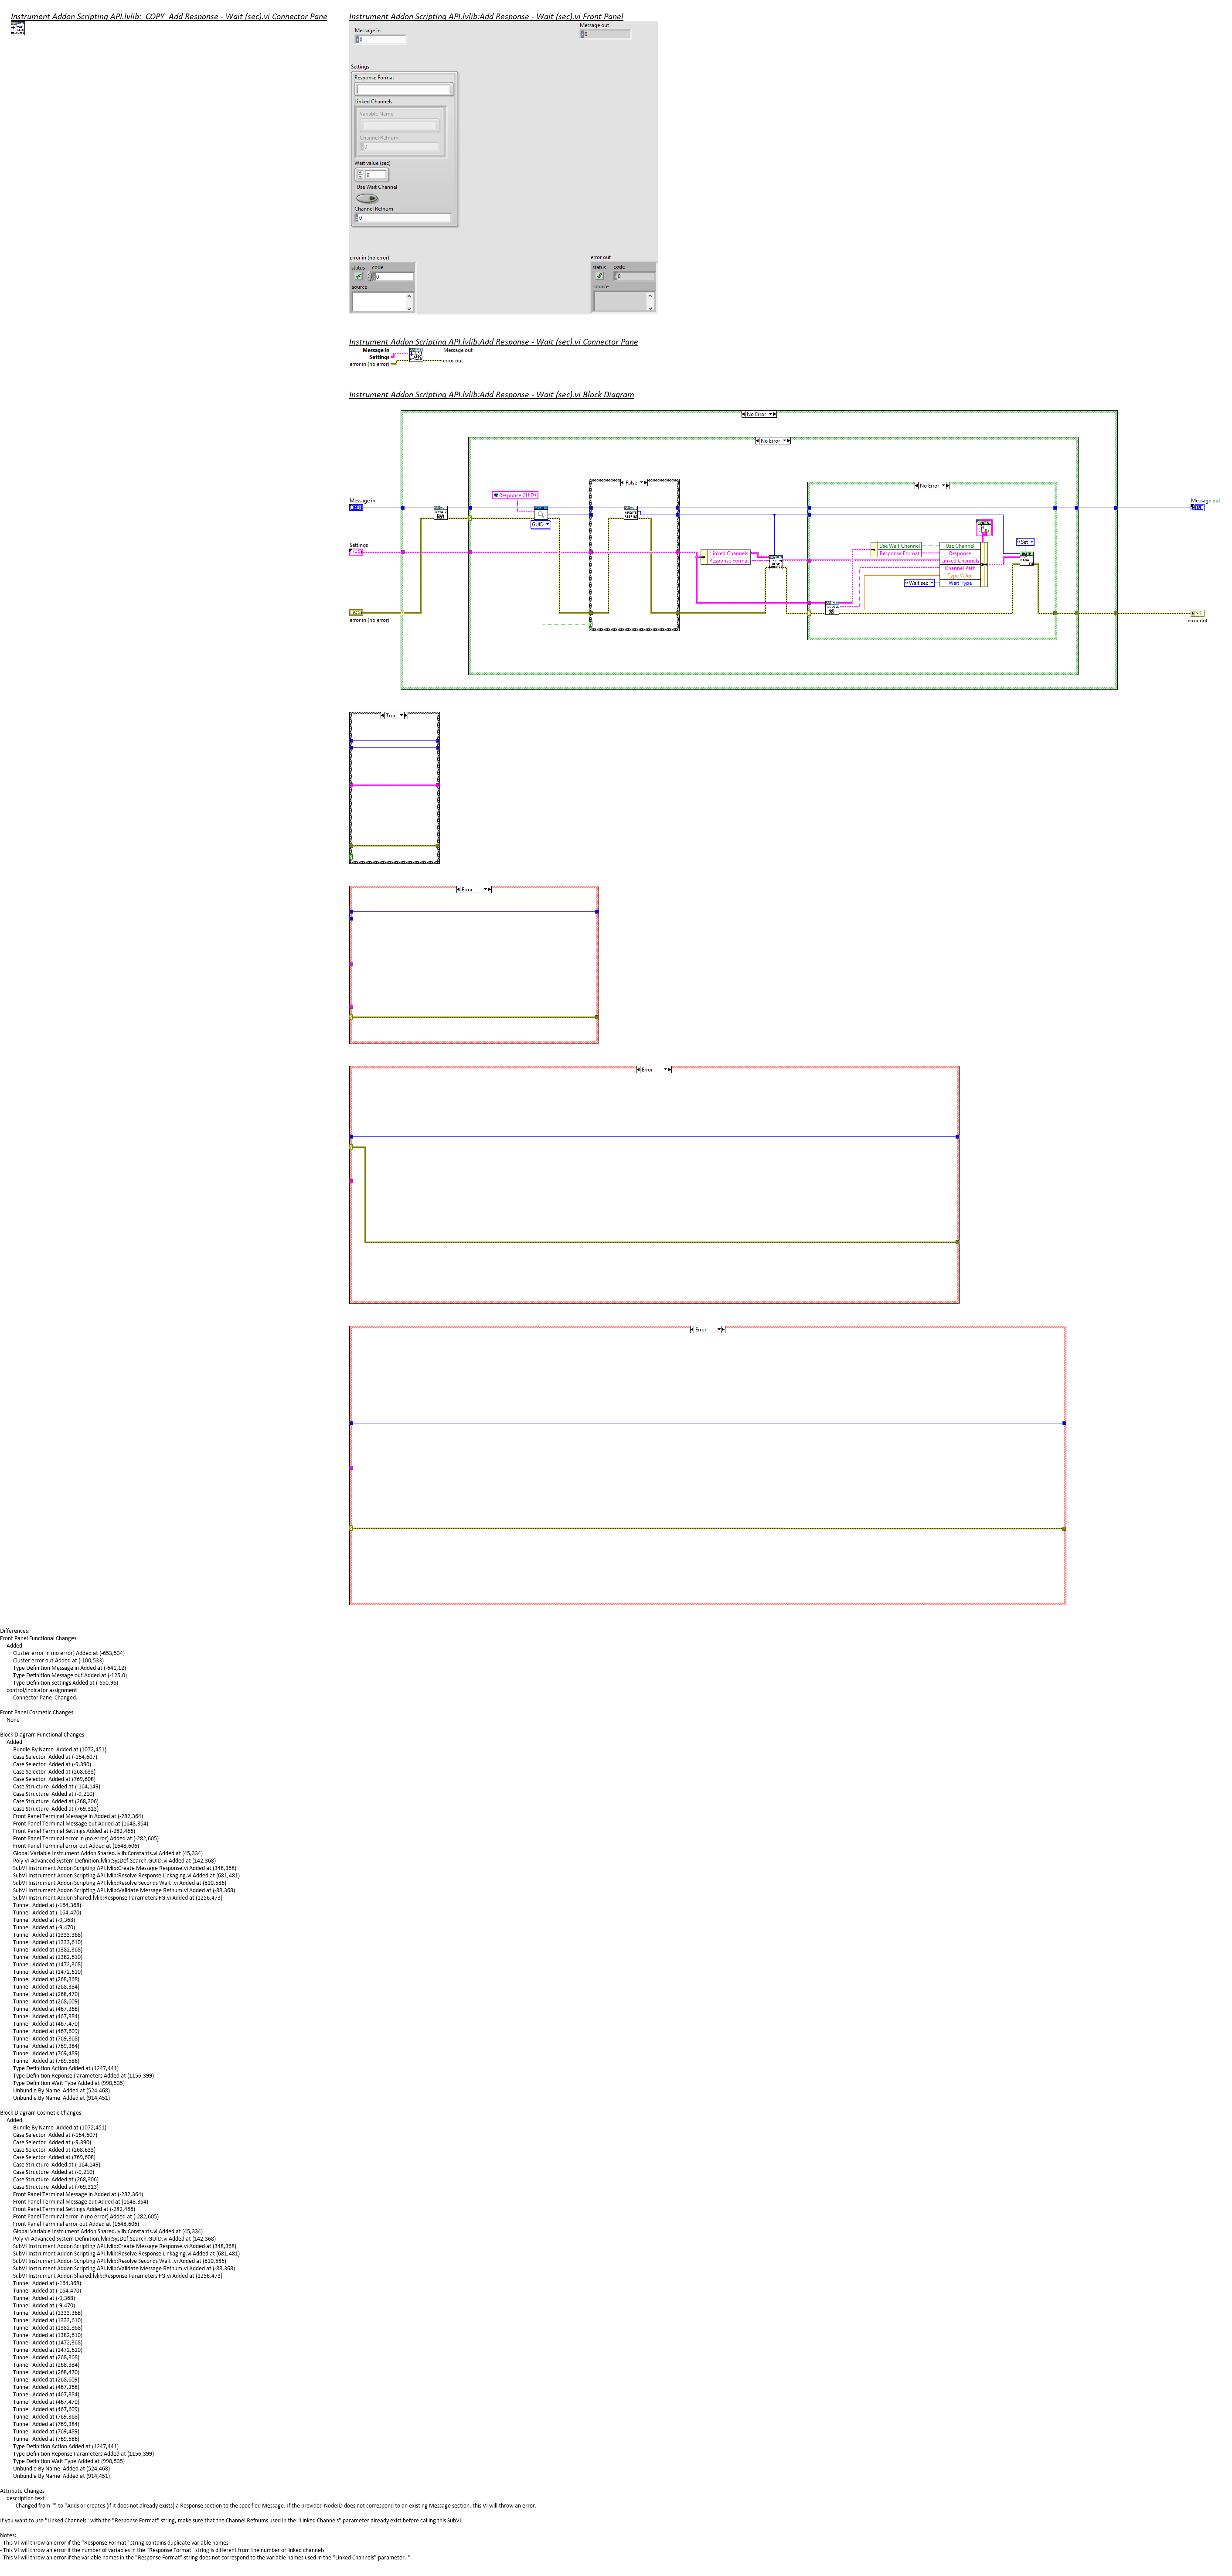 Instrument Addon Scripting API.lvlib:_COPY_Add Response - Wait (sec).vi Connector Pane
Instrument Addon Scripting API.lvlib:Add Response - Wait (sec).vi Front Panel
Message in
0
Message out
0
Settings
Response Format
Linked Channels
Variable Name
Channel Refnum
0
Wait value (sec)
0
Use Wait Channel
Channel Refnum
0
error in (no error)
status code
0
source
error out
status code
0
source
Instrument Addon Scripting API.lvlib:Add Response - Wait (sec).vi Connector Pane
Message in
Message out
Settings
error in (no error)
error out
Instrument Addon Scripting API.lvlib:Add Response - Wait (sec).vi Block Diagram
No Error
No Error
False
No Error
Response GUID
GUID
Message in
Message out
Settings
Linked Channels
Response Format
Use Wait Channel
Response Format
Use Channel
Response
Linked Channels
Channel Path
Type Value
Wait Type
Wait sec
Set
error in (no error)
error out
True
Error
Error
Error
Differences:
Front Panel Functional Changes
Added
Cluster error in (no error) Added at (-653,534)
Cluster error out Added at (-100,533)
Type Definition Message in Added at (-641,12)
Type Definition Message out Added at (-125,0)
Type Definition Settings Added at (-650,96)
control/indicator assignment
Connector Pane Changed.
Front Panel Cosmetic Changes
None
Block Diagram Functional Changes
Added
Bundle By Name Added at (1072,451)
Case Selector Added at (-164,607)
Case Selector Added at (-9,390)
Case Selector Added at (268,633)
Case Selector Added at (769,608)
Case Structure Added at (-164,149)
Case Structure Added at (-9,210)
Case Structure Added at (268,306)
Case Structure Added at (769,313)
Front Panel Terminal Message in Added at (-282,364)
Front Panel Terminal Message out Added at (1648,364)
Front Panel Terminal Settings Added at (-282,466)
Front Panel Terminal error in (no error) Added at (-282,605)
Front Panel Terminal error out Added at (1648,606)
Global Variable Instrument Addon Shared.lvlib:Constants.vi Added at (45,334)
Poly VI Advanced System Definition.lvlib:SysDef.Search.GUID.vi Added at (142,368)
SubVI Instrument Addon Scripting API.lvlib:Create Message Response.vi Added at (348,368)
SubVI Instrument Addon Scripting API.lvlib:Resolve Response Linkaging.vi Added at (681,481)
SubVI Instrument Addon Scripting API.lvlib:Resolve Seconds Wait .vi Added at (810,586)
SubVI Instrument Addon Scripting API.lvlib:Validate Message Refnum.vi Added at (-88,368)
SubVI Instrument Addon Shared.lvlib:Response Parameters FG.vi Added at (1256,473)
Tunnel Added at (-164,368)
Tunnel Added at (-164,470)
Tunnel Added at (-9,368)
Tunnel Added at (-9,470)
Tunnel Added at (1333,368)
Tunnel Added at (1333,610)
Tunnel Added at (1382,368)
Tunnel Added at (1382,610)
Tunnel Added at (1472,368)
Tunnel Added at (1472,610)
Tunnel Added at (268,368)
Tunnel Added at (268,384)
Tunnel Added at (268,470)
Tunnel Added at (268,609)
Tunnel Added at (467,368)
Tunnel Added at (467,384)
Tunnel Added at (467,470)
Tunnel Added at (467,609)
Tunnel Added at (769,368)
Tunnel Added at (769,384)
Tunnel Added at (769,489)
Tunnel Added at (769,586)
Type Definition Action Added at (1247,441)
Type Definition Reponse Parameters Added at (1156,399)
Type Definition Wait Type Added at (990,535)
Unbundle By Name Added at (524,468)
Unbundle By Name Added at (914,451)
Block Diagram Cosmetic Changes
Added
Bundle By Name Added at (1072,451)
Case Selector Added at (-164,607)
Case Selector Added at (-9,390)
Case Selector Added at (268,633)
Case Selector Added at (769,608)
Case Structure Added at (-164,149)
Case Structure Added at (-9,210)
Case Structure Added at (268,306)
Case Structure Added at (769,313)
Front Panel Terminal Message in Added at (-282,364)
Front Panel Terminal Message out Added at (1648,364)
Front Panel Terminal Settings Added at (-282,466)
Front Panel Terminal error in (no error) Added at (-282,605)
Front Panel Terminal error out Added at (1648,606)
Global Variable Instrument Addon Shared.lvlib:Constants.vi Added at (45,334)
Poly VI Advanced System Definition.lvlib:SysDef.Search.GUID.vi Added at (142,368)
SubVI Instrument Addon Scripting API.lvlib:Create Message Response.vi Added at (348,368)
SubVI Instrument Addon Scripting API.lvlib:Resolve Response Linkaging.vi Added at (681,481)
SubVI Instrument Addon Scripting API.lvlib:Resolve Seconds Wait .vi Added at (810,586)
SubVI Instrument Addon Scripting API.lvlib:Validate Message Refnum.vi Added at (-88,368)
SubVI Instrument Addon Shared.lvlib:Response Parameters FG.vi Added at (1256,473)
Tunnel Added at (-164,368)
Tunnel Added at (-164,470)
Tunnel Added at (-9,368)
Tunnel Added at (-9,470)
Tunnel Added at (1333,368)
Tunnel Added at (1333,610)
Tunnel Added at (1382,368)
Tunnel Added at (1382,610)
Tunnel Added at (1472,368)
Tunnel Added at (1472,610)
Tunnel Added at (268,368)
Tunnel Added at (268,384)
Tunnel Added at (268,470)
Tunnel Added at (268,609)
Tunnel Added at (467,368)
Tunnel Added at (467,384)
Tunnel Added at (467,470)
Tunnel Added at (467,609)
Tunnel Added at (769,368)
Tunnel Added at (769,384)
Tunnel Added at (769,489)
Tunnel Added at (769,586)
Type Definition Action Added at (1247,441)
Type Definition Reponse Parameters Added at (1156,399)
Type Definition Wait Type Added at (990,535)
Unbundle By Name Added at (524,468)
Unbundle By Name Added at (914,451)
Attribute Changes
description text
Changed from "" to "Adds or creates (if it does not already exists) a Response section to the specified Message. If the provided NodeID does not correspond to an existing Message section, this VI will throw an error.
If you want to use "Linked Channels" with the "Response Format" string, make sure that the Channel Refnums used in the "Linked Channels" parameter already exist before calling this SubVI.
Notes:
- This VI will throw an error if the "Response Format" string contains duplicate variable names
- This VI will throw an error if the number of variables in the "Response Format" string is different from the number of linked channels
- This VI will throw an error if the variable names in the "Response Format" string does not correspond to the variable names used in the "Linked Channels" parameter. ".